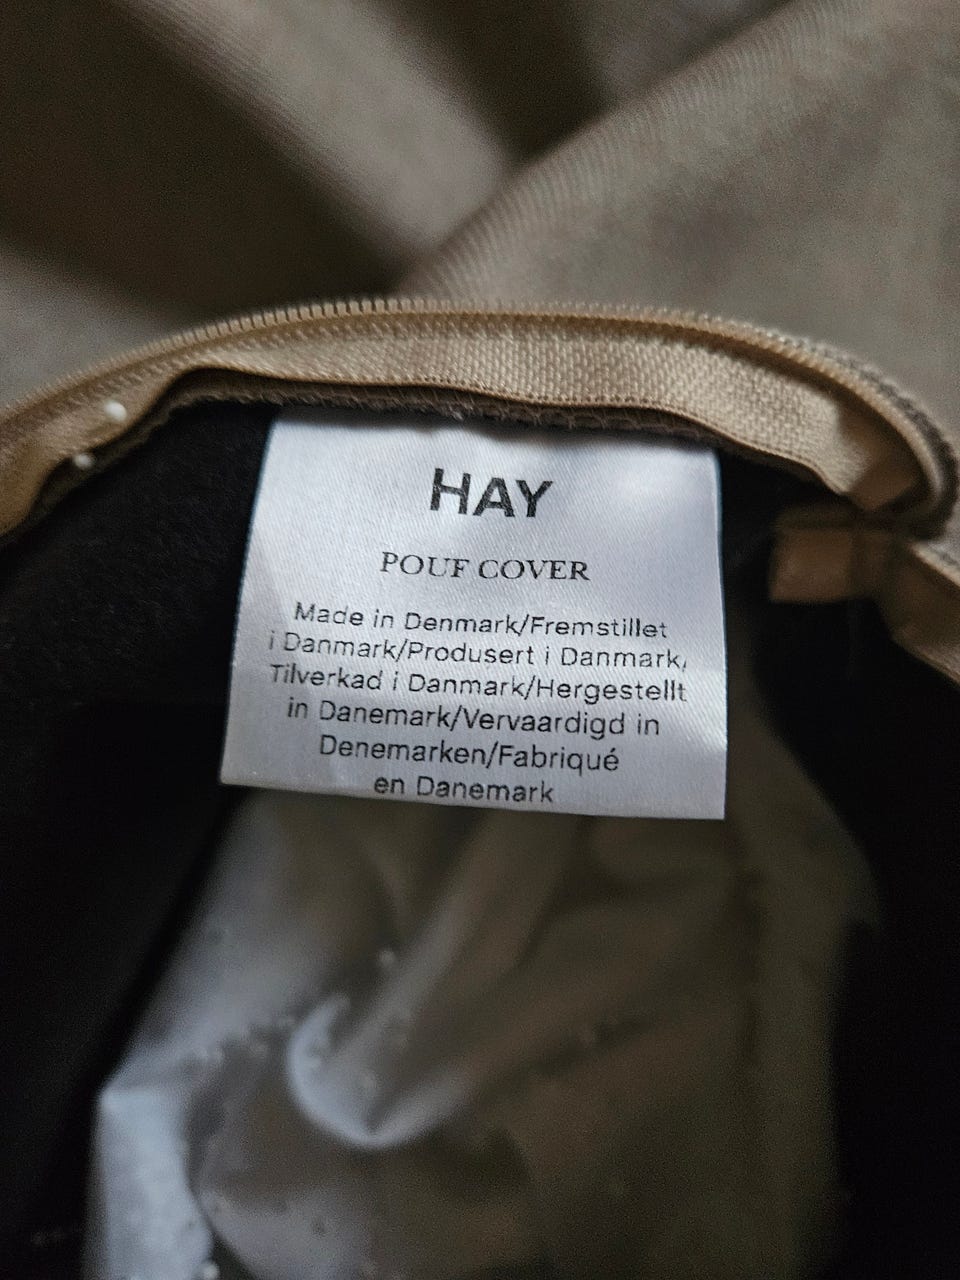 HAY
POUF COVER
Made in Denmark/Fremstillet
i Danmark/Produsert i Danmark/
Tilverkad i Danmark/Hergestellt
in Danemark/Vervaardigd in
Denemarken/Fabriqué
en Danemark